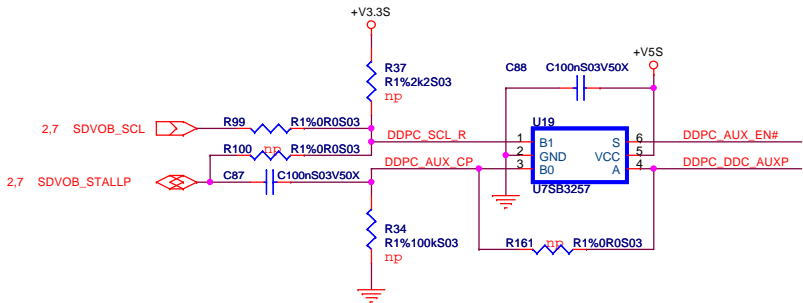 +V3.3S
+V5S
R37
R1%2k2S03
np
C88 C100nS03V50X
2,7 SDVOB_SCL
R99 R1%0R0S03
U19
DDPC_SCL_R
1 B1 S 6
DDPC_AUX_EN#
R100 np R1%0R0S03
2 GND VCC 5
DDPC_AUX_CP
3 B0 A 4
DDPC_DDC_AUXP
2,7 SDVOB_STALLP
C87 C100nS03V50X
U7SB3257
R34
R1%100kS03
np
R161 np R1%0R0S03